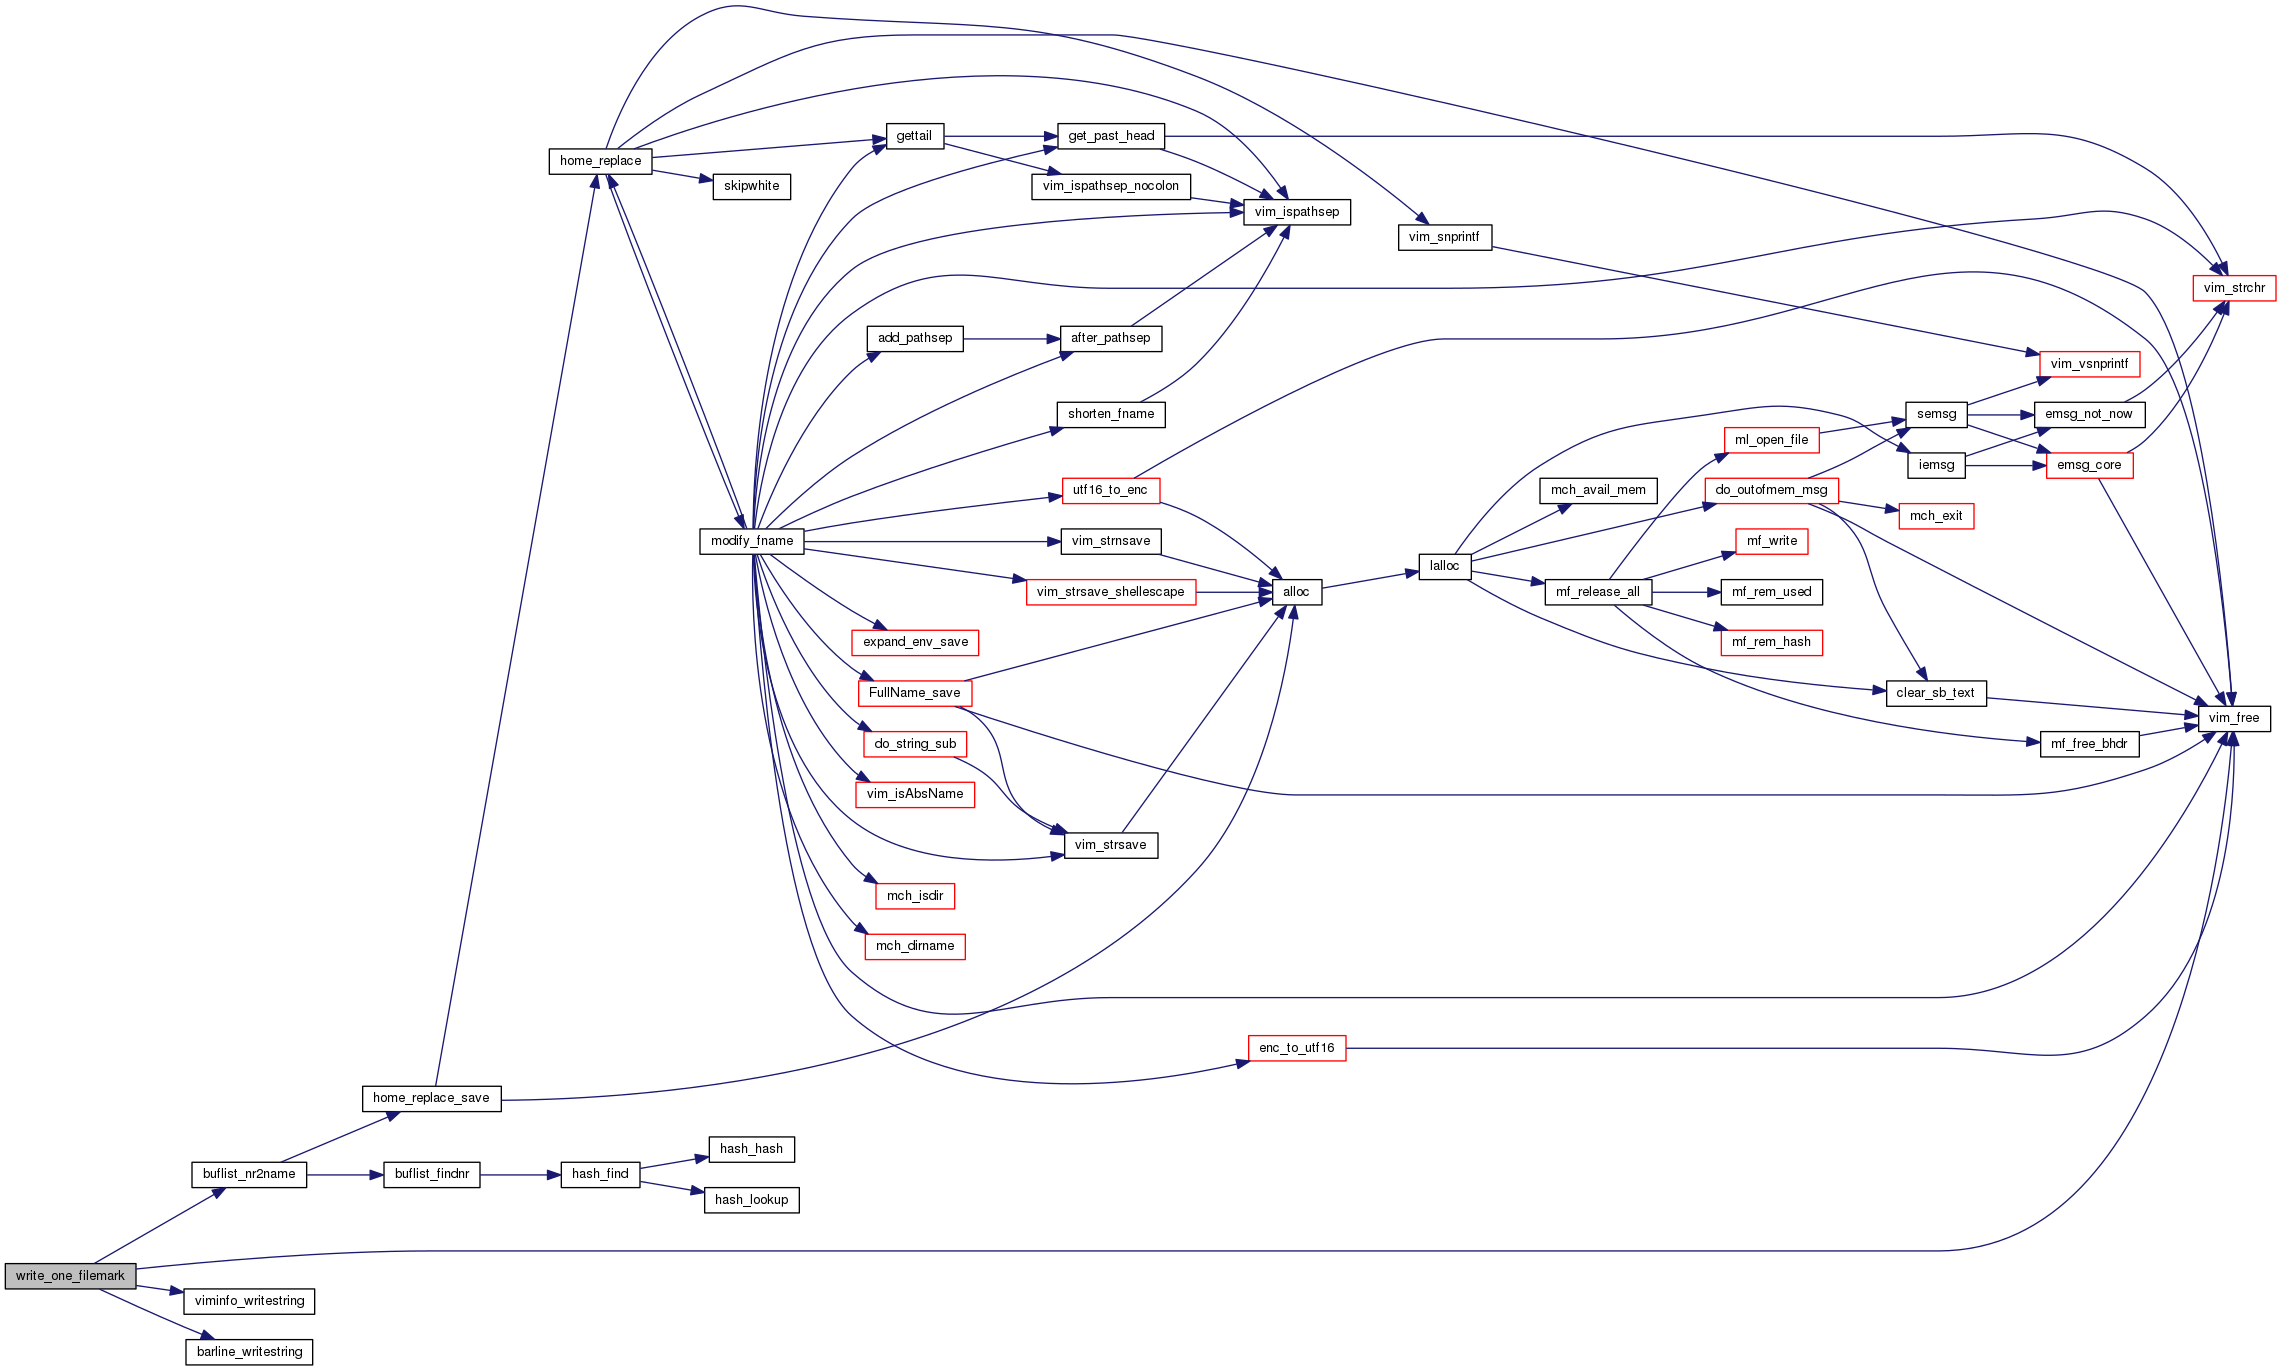 home_replace
gettail
get_past_head
skipwhite
vim_ispathsep_nocolon
vim_ispathsep
vim_snprintf
vim_strchr
add_pathsep
after_pathsep
vim_vsnprintf
shorten_fname
semsg
emsg_not_now
ml_open_file
iemsg
emsg_core
utf16_to_enc
mch_avail_mem
do_outofmem_msg
mch_exit
modify_fname
vim_strnsave
mf_write
lalloc
vim_strsave_shellescape
alloc
mf_release_all
mf_rem_used
expand_env_save
mf_rem_hash
FullName_save
clear_sb_text
vim_free
do_string_sub
mf_free_bhdr
vim_isAbsName
vim_strsave
mch_isdir
mch_dirname
enc_to_utf16
home_replace_save
hash_hash
buflist_nr2name
buflist_findnr
hash_find
hash_lookup
write_one_filemark
viminfo_writestring
barline_writestring